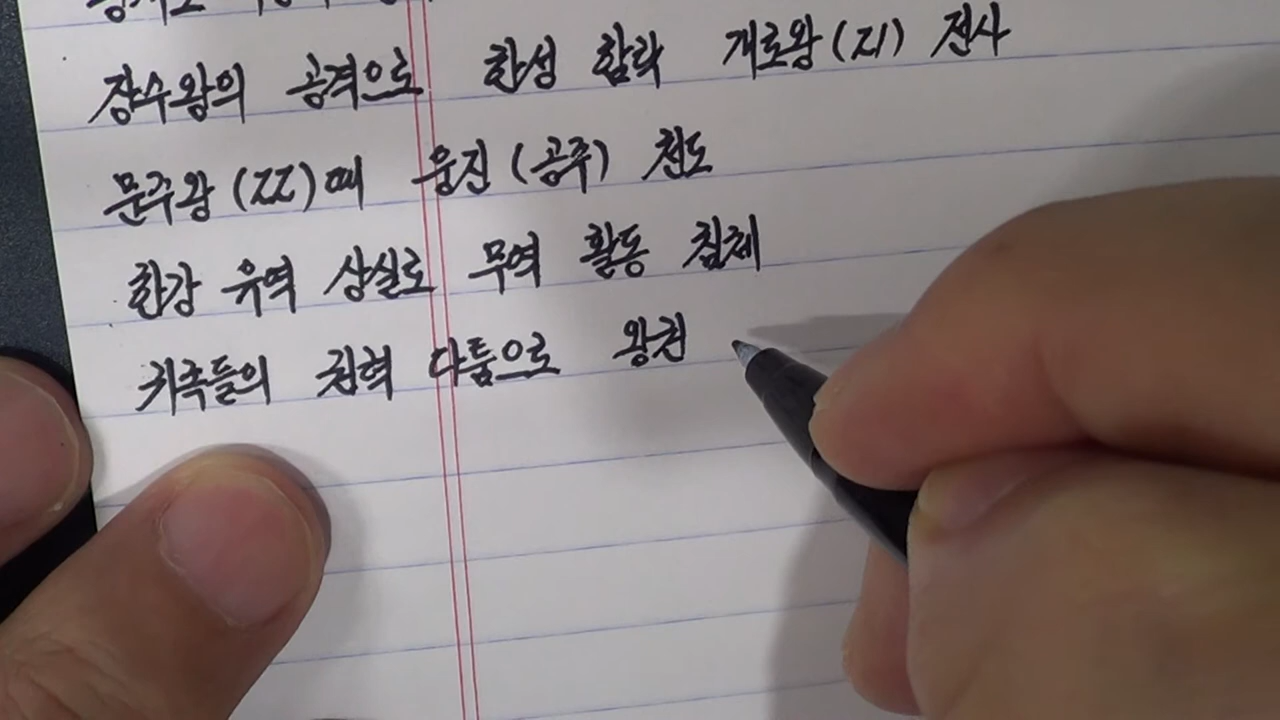 장수왕의 공격으로 한성 함락 개로왕(21) 전사
문주왕(22)때 웅진(공주) 천도
한강 유역 상실로 무역 활동 침체
귀족들의 권력 다툼으로 왕권